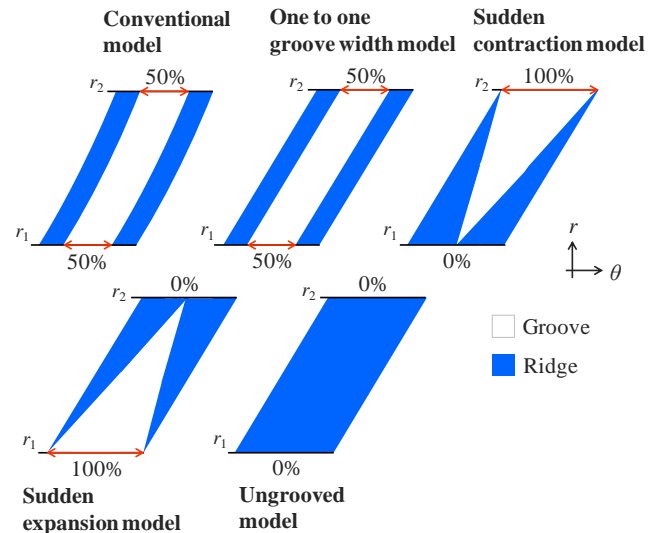 Conventional
model
One to one
groove width model
Sudden
contraction model
r2
50%
r2
50%
r2
100%
r1
50%
r1
50%
r1
0%
r
θ
r2
0%
r2
0%
Groove
Ridge
r1
100%
r1
0%
Sudden
expansion model
Ungrooved
model